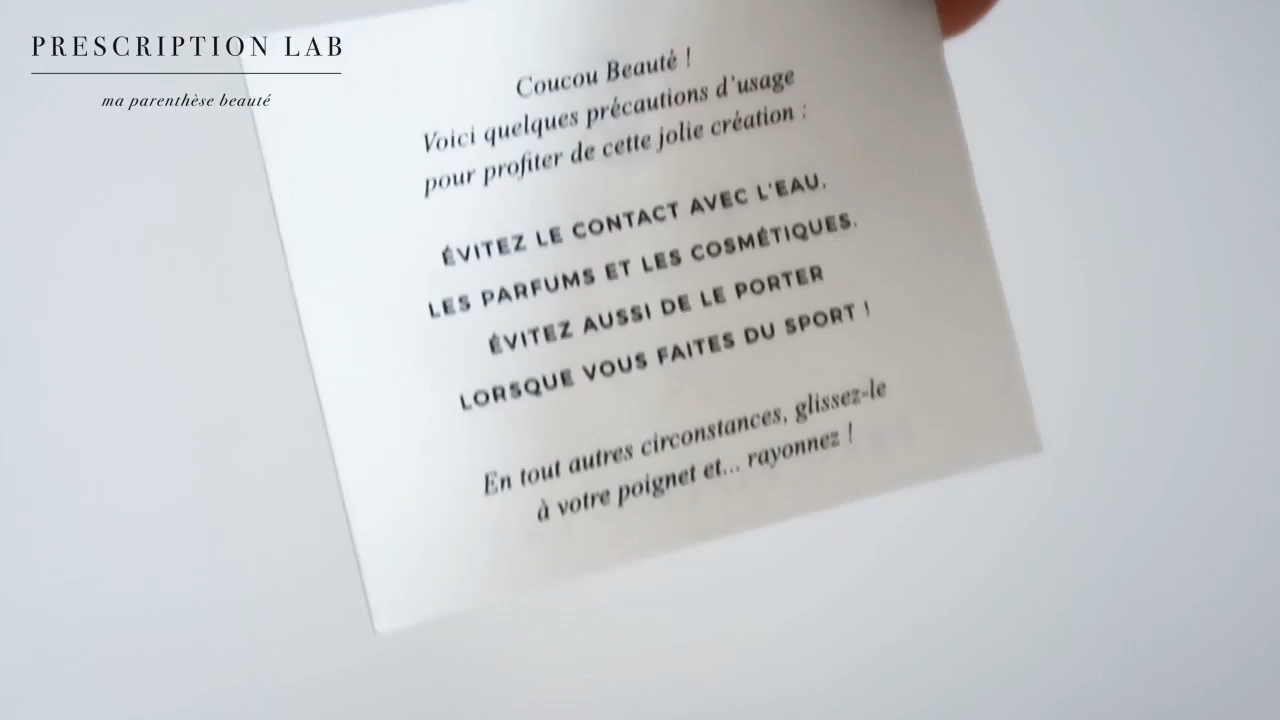 PRESCRIPTION LAB
ma parenthèse beauté
Coucou Beauté !
Voici quelques précautions d'usage
pour profiter de cette jolie création :
ÉVITEZ LE CONTACT AVEC L'EAU,
LES PARFUMS ET LES COSMÉTIQUES.
ÉVITEZ AUSSI DE LE PORTER
LORSQUE VOUS FAITES DU SPORT !
En tout autres circonstances, glissez-le
à votre poignet et... rayonnez !